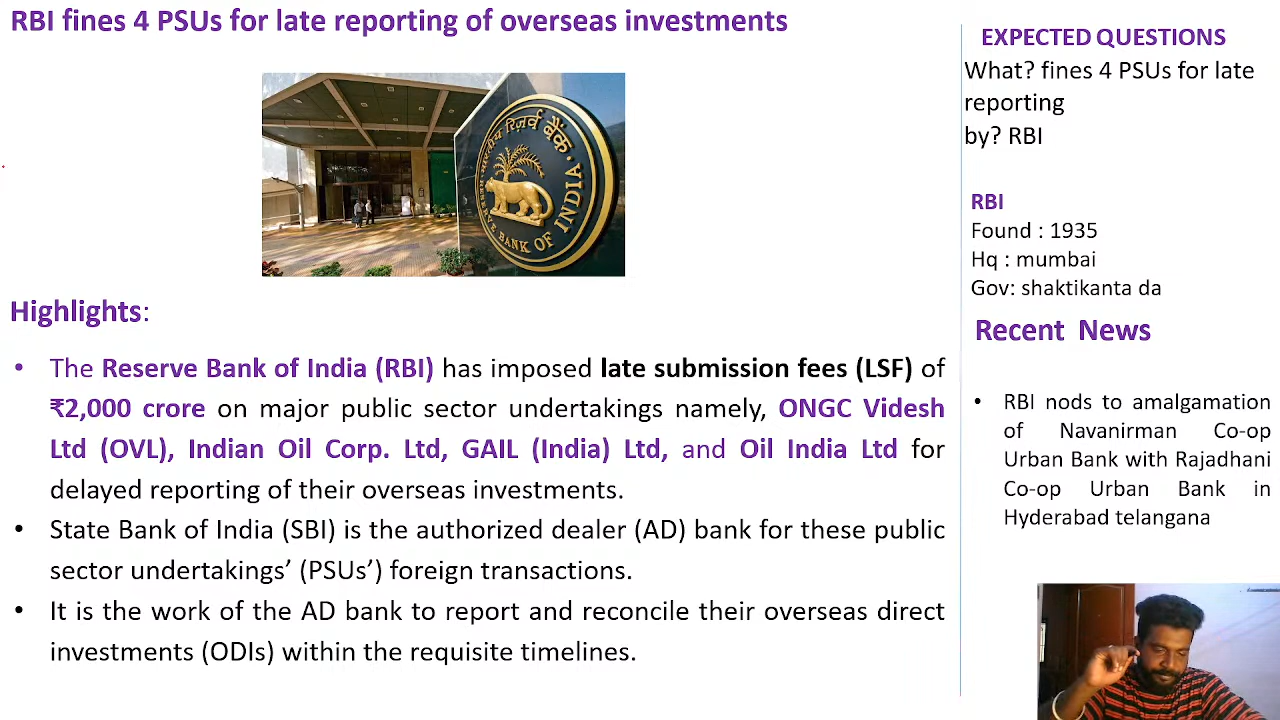 RBI fines 4 PSUs for late reporting of overseas investments
भारतीय रिज़र्व बैंक
RESERVE BANK OF INDIA
Highlights:
• The Reserve Bank of India (RBI) has imposed late submission fees (LSF) of
₹2,000 crore on major public sector undertakings namely, ONGC Videsh
Ltd (OVL), Indian Oil Corp. Ltd, GAIL (India) Ltd, and Oil India Ltd for
delayed reporting of their overseas investments.
• State Bank of India (SBI) is the authorized dealer (AD) bank for these public
sector undertakings’ (PSUs’) foreign transactions.
• It is the work of the AD bank to report and reconcile their overseas direct
investments (ODIs) within the requisite timelines.
EXPECTED QUESTIONS
What? fines 4 PSUs for late
reporting
by? RBI
RBI
Found : 1935
Hq : mumbai
Gov: shaktikanta da
Recent News
• RBI nods to amalgamation
of Navanirman Co-op
Urban Bank with Rajadhani
Co-op Urban Bank in
Hyderabad telangana